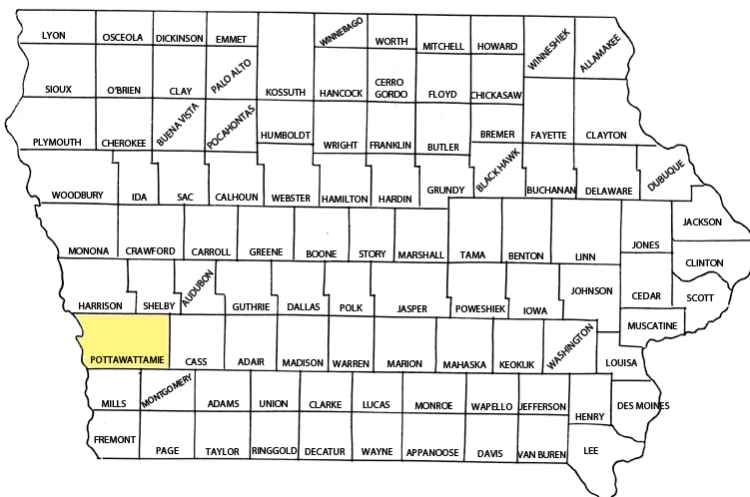 LYON OSCEOLA DICKINSON EMMET WINNEBAGO WORTH MITCHELL HOWARD WINNESHIEK ALLAMAKEE
SIOUX O'BRIEN CLAY PALO ALTO KOSSUTH HANCOCK CERRO GORDO FLOYD CHICKASAW
PLYMOUTH CHEROKEE BUENA VISTA POCAHONTAS HUMBOLDT WRIGHT FRANKLIN BUTLER BREMER FAYETTE CLAYTON
WOODBURY IDA SAC CALHOUN WEBSTER HAMILTON HARDIN GRUNDY BLACK HAWK BUCHANAN DELAWARE DUBUQUE
MONONA CRAWFORD CARROLL GREENE BOONE STORY MARSHALL TAMA BENTON LINN JONES JACKSON
CLINTON
HARRISON SHELBY AUDUBON GUTHRIE DALLAS POLK JASPER POWESHIEK IOWA JOHNSON CEDAR SCOTT
MUSCATINE
POTTAWATTAMIE CASS ADAIR MADISON WARREN MARION MAHASKA KEOKUK WASHINGTON LOUISA
MILLS MONTGOMERY ADAMS UNION CLARKE LUCAS MONROE WAPELLO JEFFERSON HENRY DES MOINES
FREMONT PAGE TAYLOR RINGGOLD DECATUR WAYNE APPANOOSE DAVIS VAN BUREN LEE